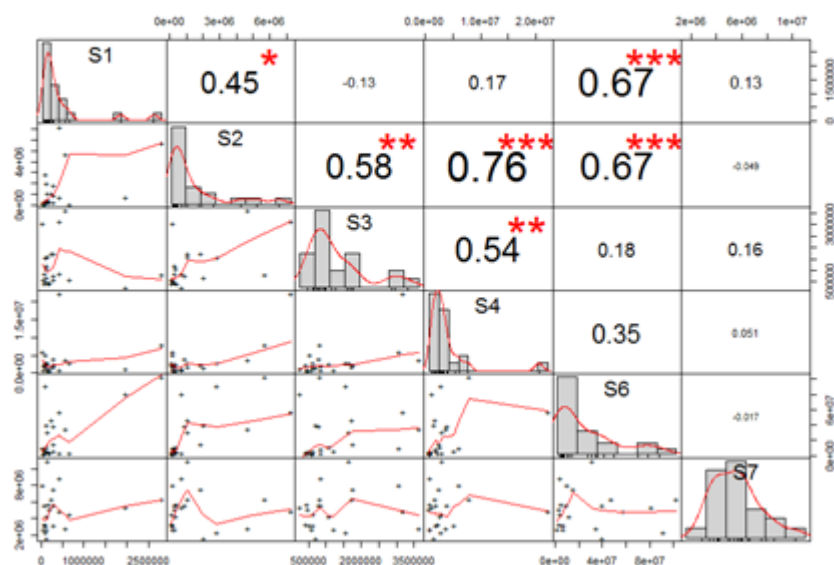 0e+00 3e+06 6e+06 0.0e+00 1.0e+07 2.0e+07 2e+06 6e+06 1e+07
S1 0.45 * -0.13 0.17 0.67 *** 0.13 0 1500000
0e+00 4e+06 S2 0.58 ** 0.76 *** 0.67 *** -0.049
S3 0.54 ** 0.18 0.16 500000 3000000
0.0e+00 1.5e+07 S4 0.35 0.051
S6 -0.017 0e+00 6e+07
2e+06 6e+06 S7
0 1000000 2500000 500000 2000000 3500000 0e+00 4e+07 8e+07